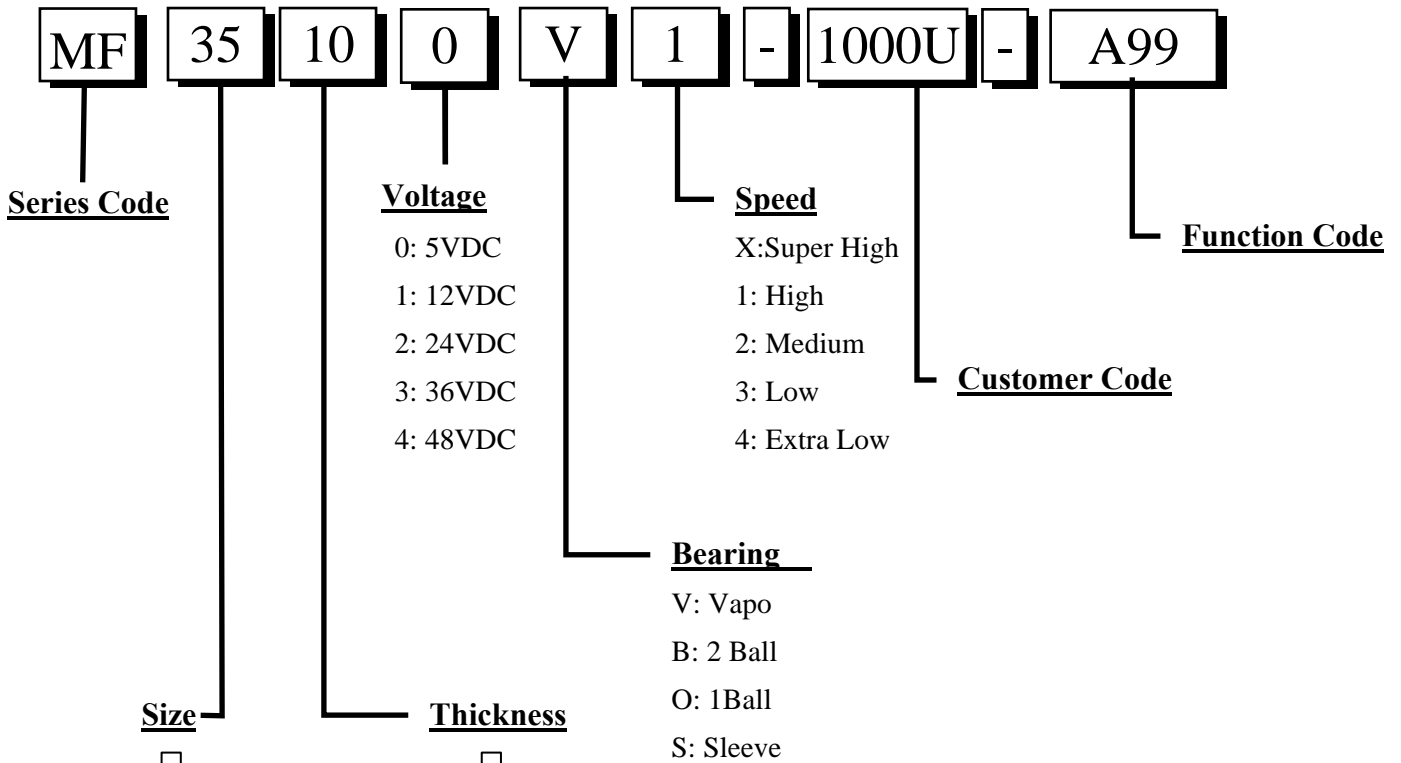 MF 35 10 0 V 1 - 1000U - A99
Series Code
Voltage
0: 5VDC
1: 12VDC
2: 24VDC
3: 36VDC
4: 48VDC
Speed
X:Super High
1: High
2: Medium
3: Low
4: Extra Low
Function Code
Customer Code
Bearing
V: Vapo
B: 2 Ball
O: 1Ball
S: Sleeve
Size
Thickness